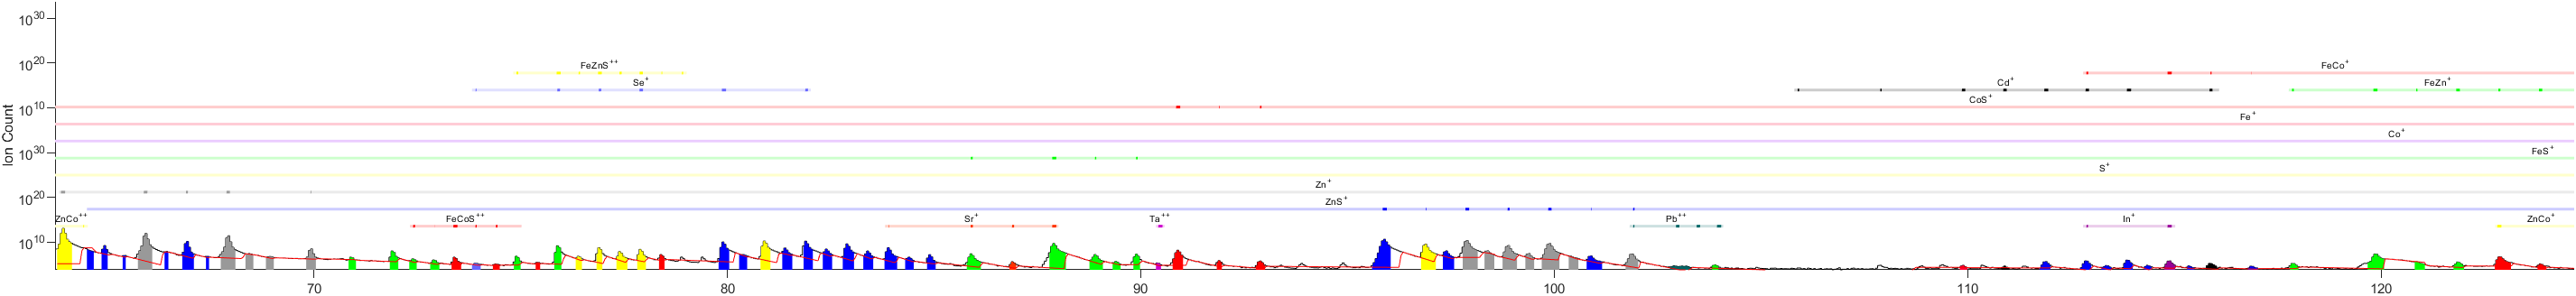 10^30
10^20
FeZnS^++
FeCo^+
Se^+
Cd^+
FeZn^+
10^10
CoS^+
Fe^+
Co^+
Ion Count
10^30
FeS^+
S^+
Zn^+
10^20
ZnS^+
ZnCo^++
FeCoS^++
Sr^+
Ta^++
Pb^++
In^+
ZnCo^+
10^10
70 80 90 100 110 120